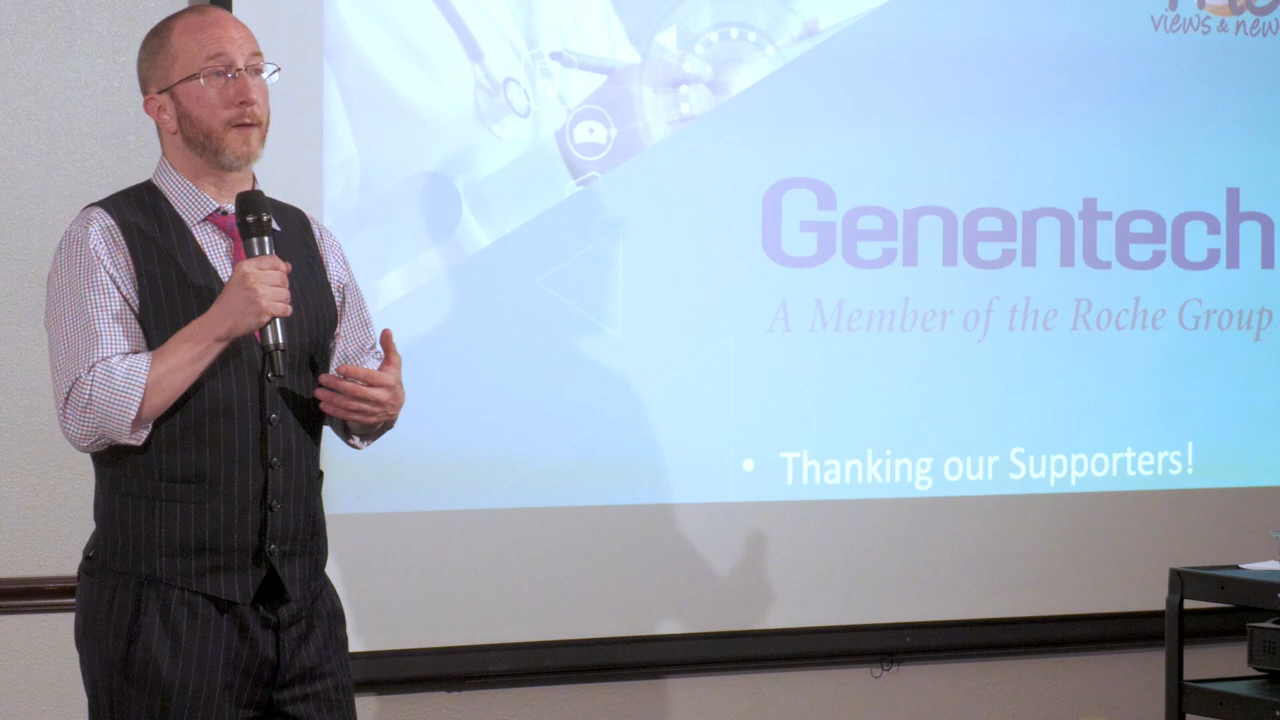 views & new
Genentech
A Member of the Roche Group
• Thanking our Supporters!